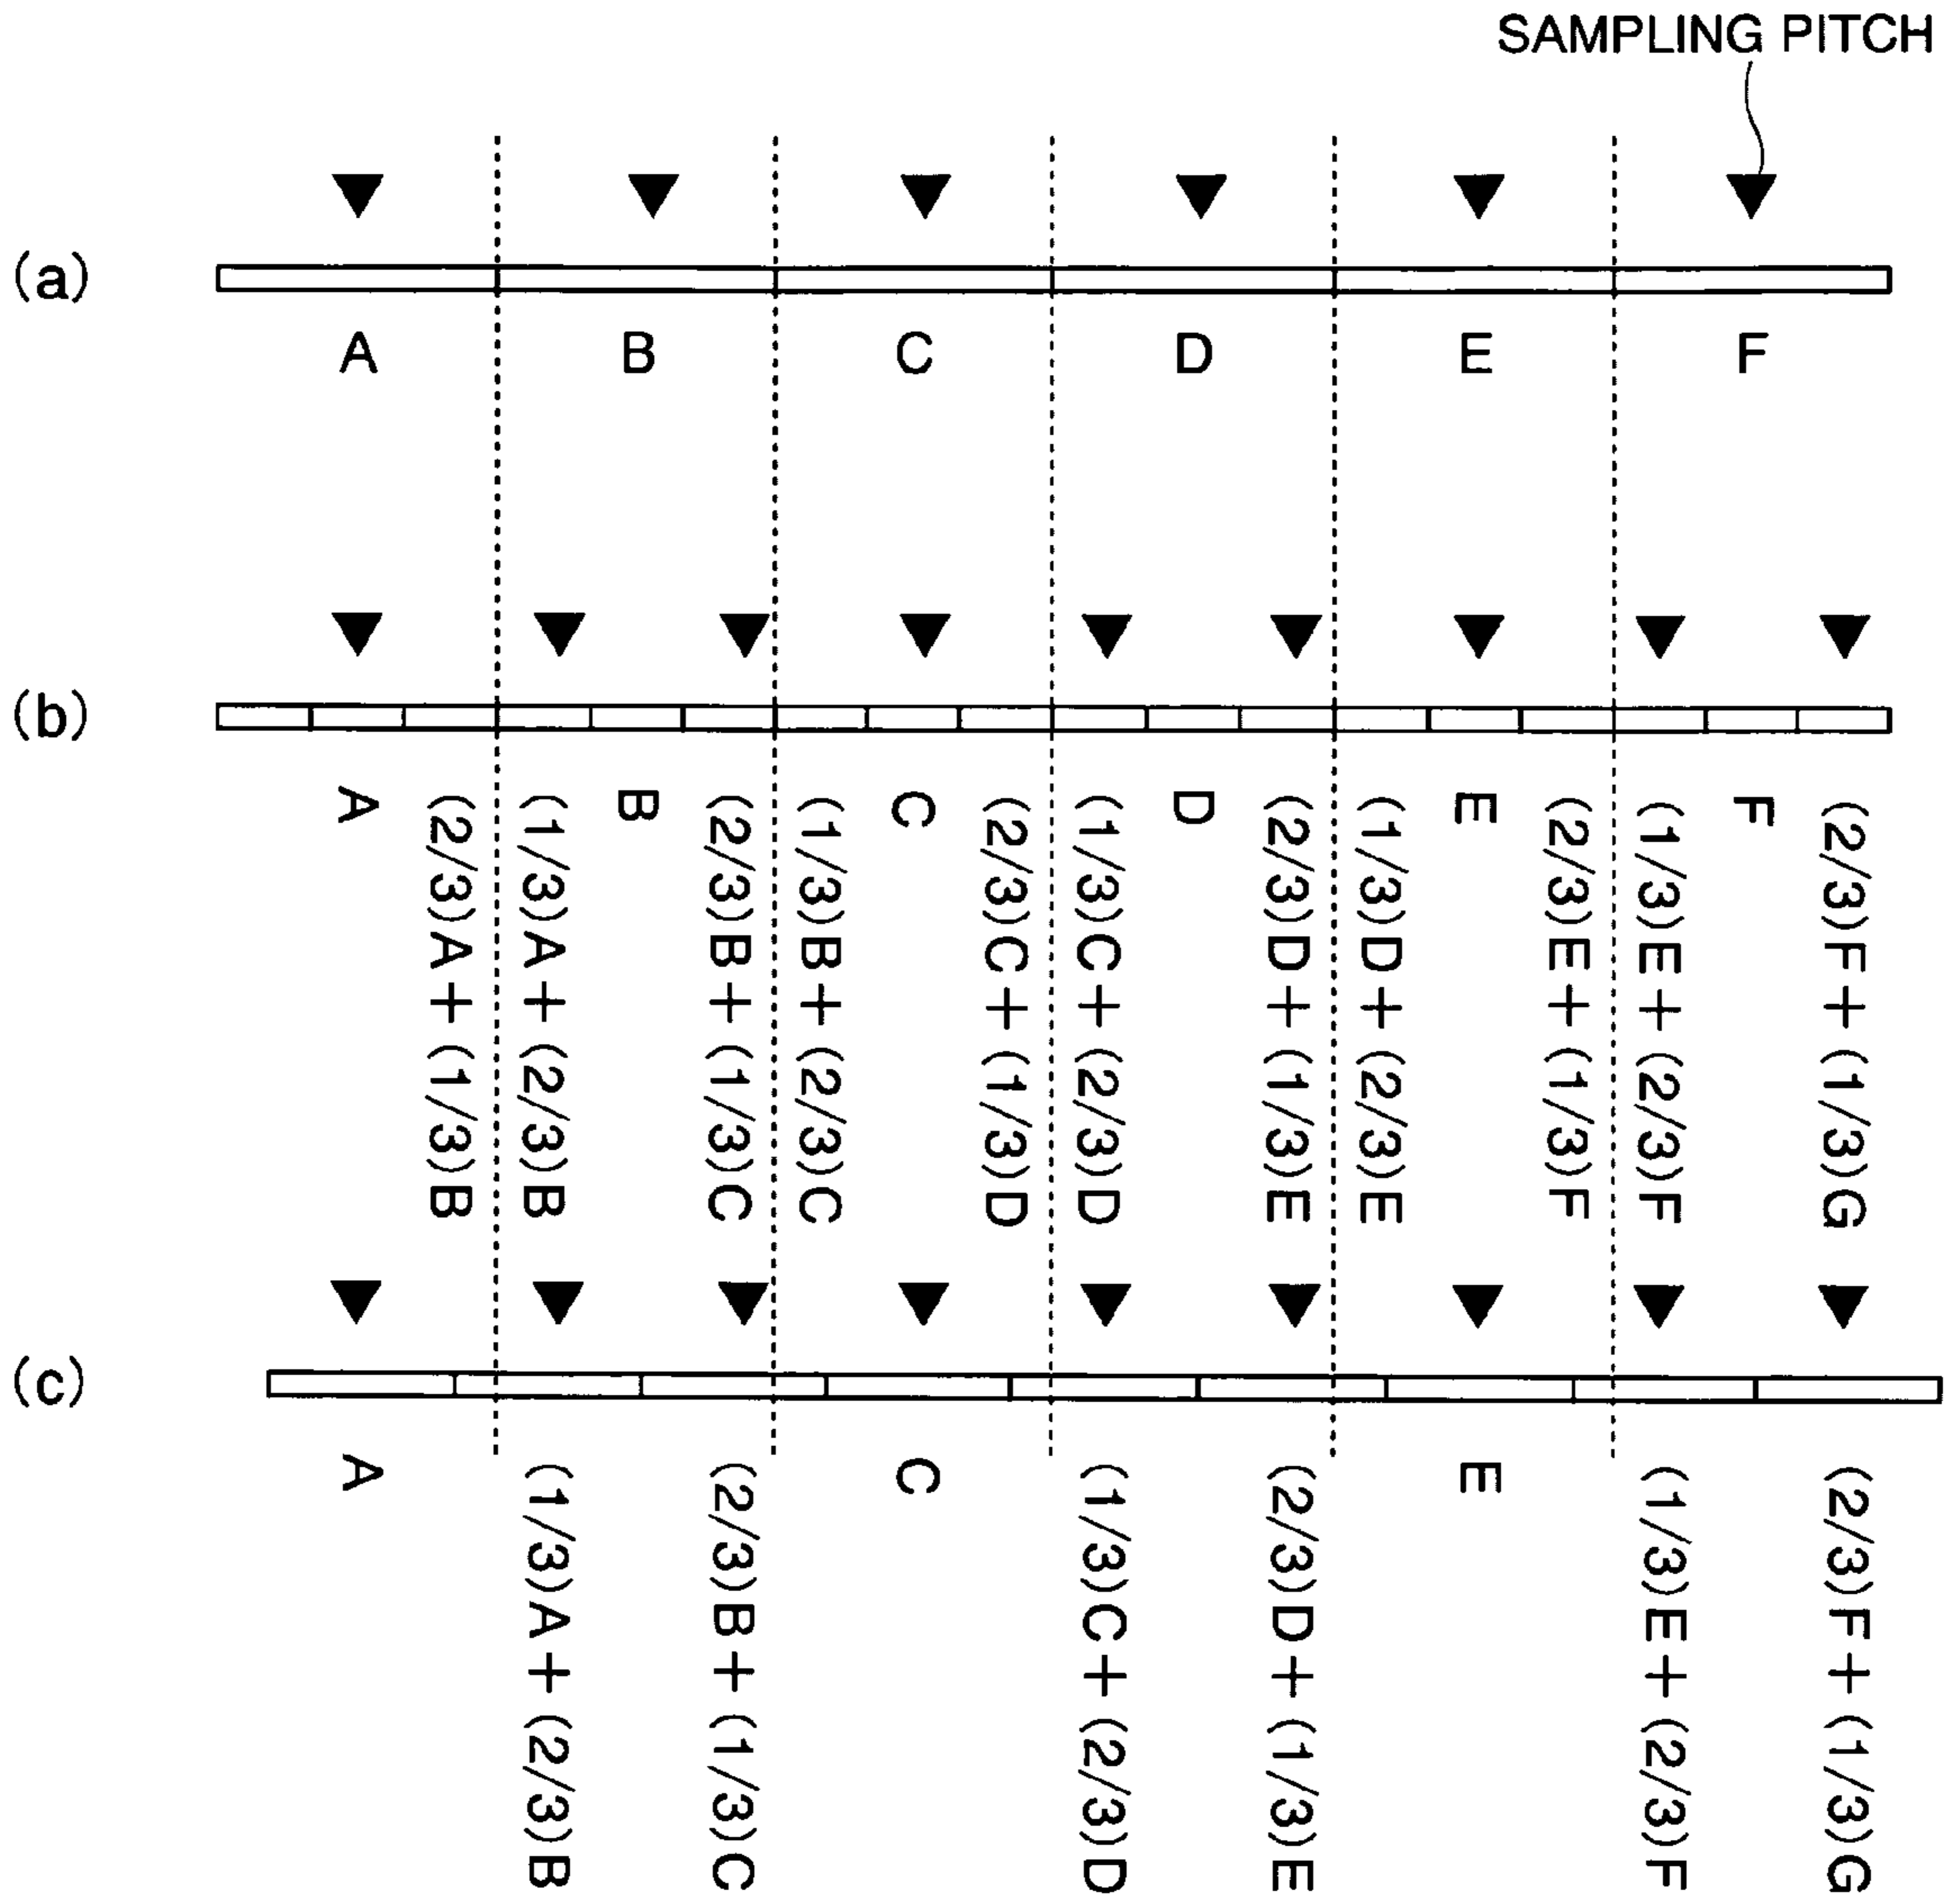 SAMPLING PITCH
(a)
A
B
C
D
E
F
(b)
A
(2/3)A+(1/3)B
(1/3)A+(2/3)B
B
(2/3)B+(1/3)C
(1/3)B+(2/3)C
C
(2/3)C+(1/3)D
(1/3)C+(2/3)D
D
(2/3)D+(1/3)E
(1/3)D+(2/3)E
E
(2/3)E+(1/3)F
(1/3)E+(2/3)F
F
(2/3)F+(1/3)G
(c)
A
(1/3)A+(2/3)B
(2/3)B+(1/3)C
C
(1/3)C+(2/3)D
(2/3)D+(1/3)E
E
(1/3)E+(2/3)F
(2/3)F+(1/3)G